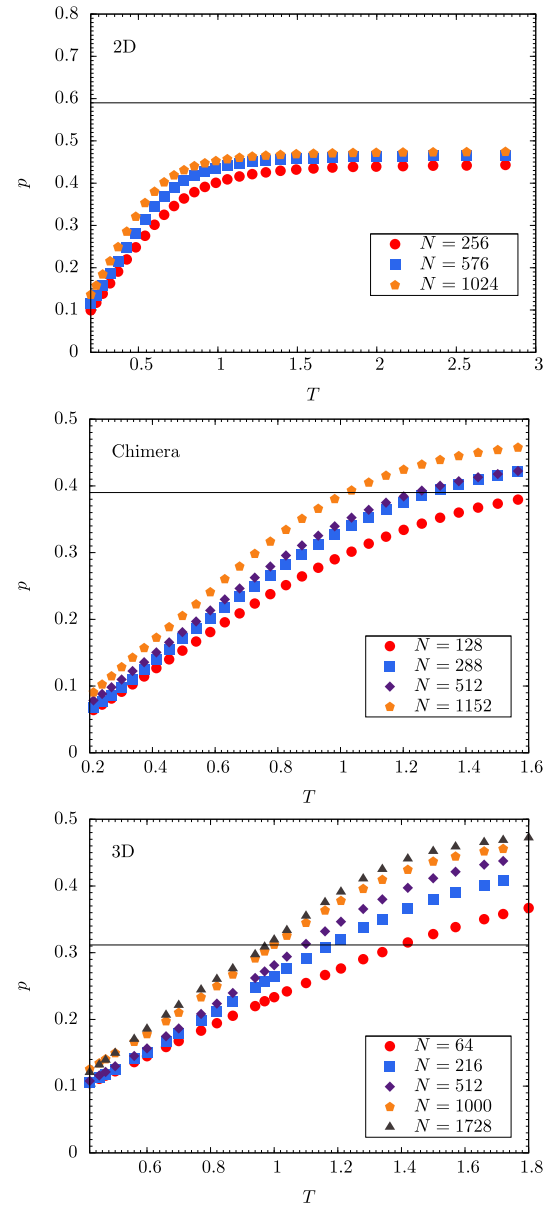 0.8
0.7
0.6
0.5
0.4
0.3
0.2
0.1
0
p
2D
N = 256
N = 576
N = 1024
0.5 1 1.5 2 2.5 3
T
0.5
0.4
0.3
0.2
0.1
0
p
Chimera
N = 128
N = 288
N = 512
N = 1152
0.2 0.4 0.6 0.8 1 1.2 1.4 1.6
T
0.5
0.4
0.3
0.2
0.1
0
p
3D
N = 64
N = 216
N = 512
N = 1000
N = 1728
0.6 0.8 1 1.2 1.4 1.6 1.8
T